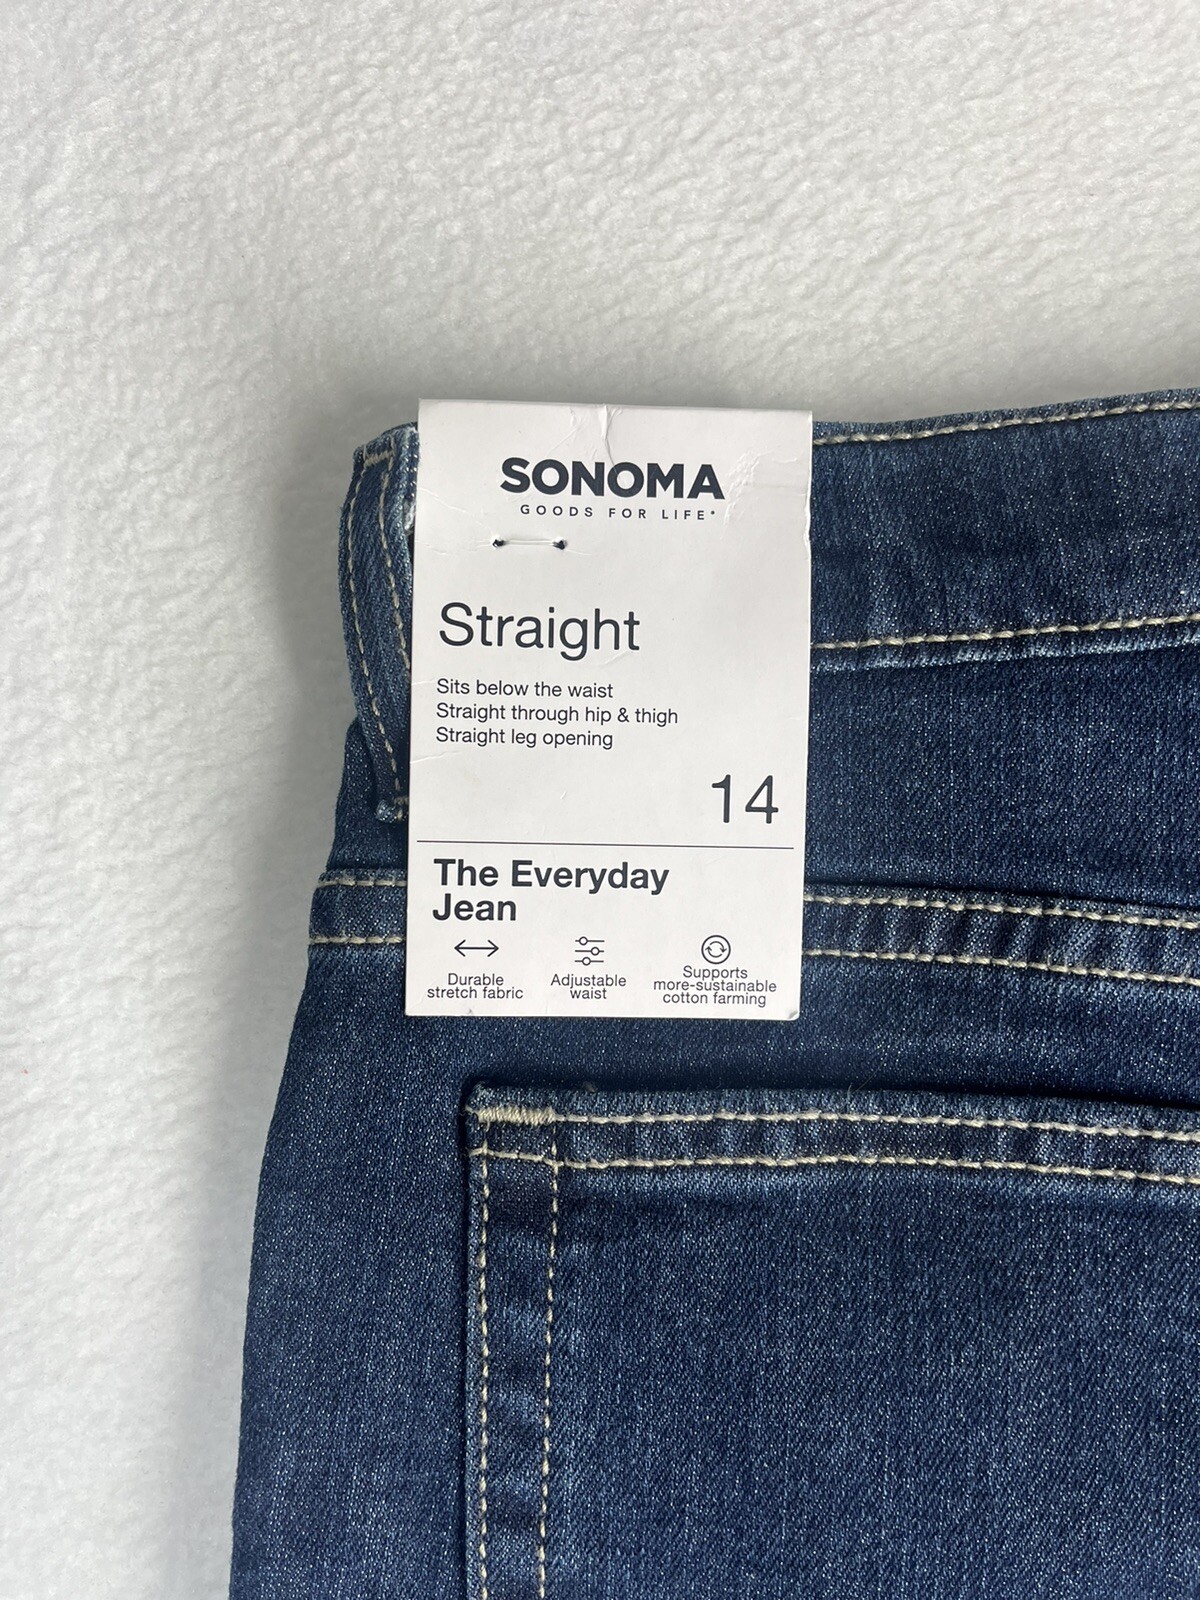 SONOMA
GOODS FOR LIFE
Straight
Sits below the waist
Straight through hip & thigh
Straight leg opening
14
The Everyday
Jean
Durable
stretch fabric
Adjustable
waist
Supports
more-sustainable
cotton farming